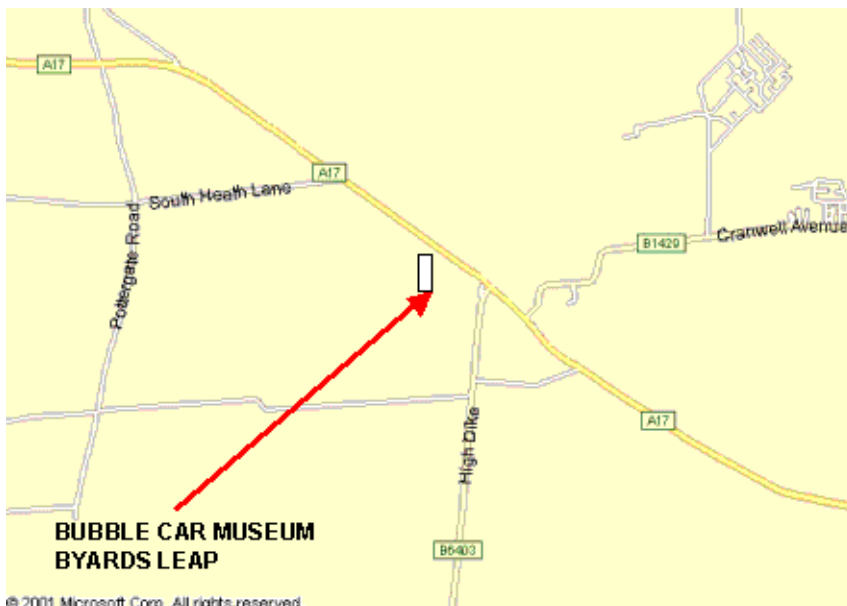 A17
A17
South Heath Lane
Pottergate Road
B1429
Cranwell Avenue
A17
High Dike
BUBBLE CAR MUSEUM
BYARDS LEAP
B6403
© 2001 Microsoft Corp. All rights reserved